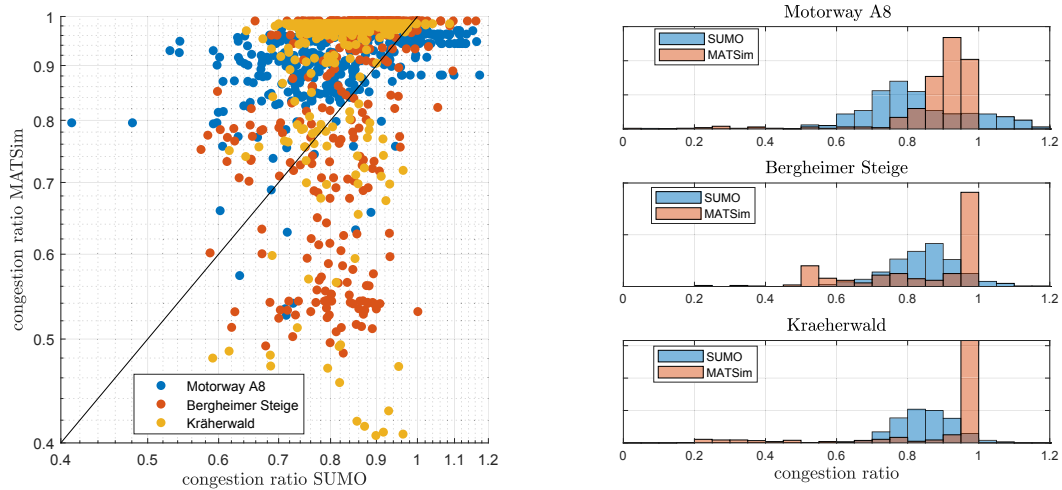 1
0.9
0.8
0.7
0.6
0.5
0.4
congestion ratio MATSim
0.4
0.5
0.6
0.7
0.8
0.9
1.0
1.1
1.2
congestion ratio SUMO
Motorway A8
Bergheimer Steige
Kräherwald
Motorway A8
SUMO
MATSim
0 0.2 0.4 0.6 0.8 1.0 1.2
Bergheimer Steige
SUMO
MATSim
0 0.2 0.4 0.6 0.8 1.0 1.2
Kraeherwald
SUMO
MATSim
0 0.2 0.4 0.6 0.8 1.0 1.2
congestion ratio